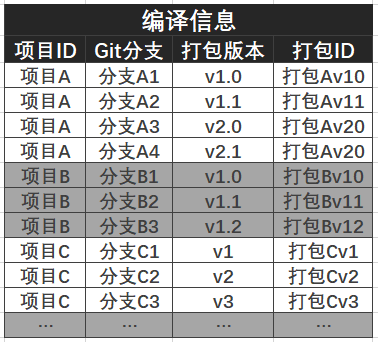 编译信息
项目ID Git分支 打包版本 打包ID
项目A 分支A1 v1.0 打包Av10
项目A 分支A2 v1.1 打包Av11
项目A 分支A3 v2.0 打包Av20
项目A 分支A4 v2.1 打包Av20
项目B 分支B1 v1.0 打包Bv10
项目B 分支B2 v1.1 打包Bv11
项目B 分支B3 v1.2 打包Bv12
项目C 分支C1 v1 打包Cv1
项目C 分支C2 v2 打包Cv2
项目C 分支C3 v3 打包Cv3
… … … …